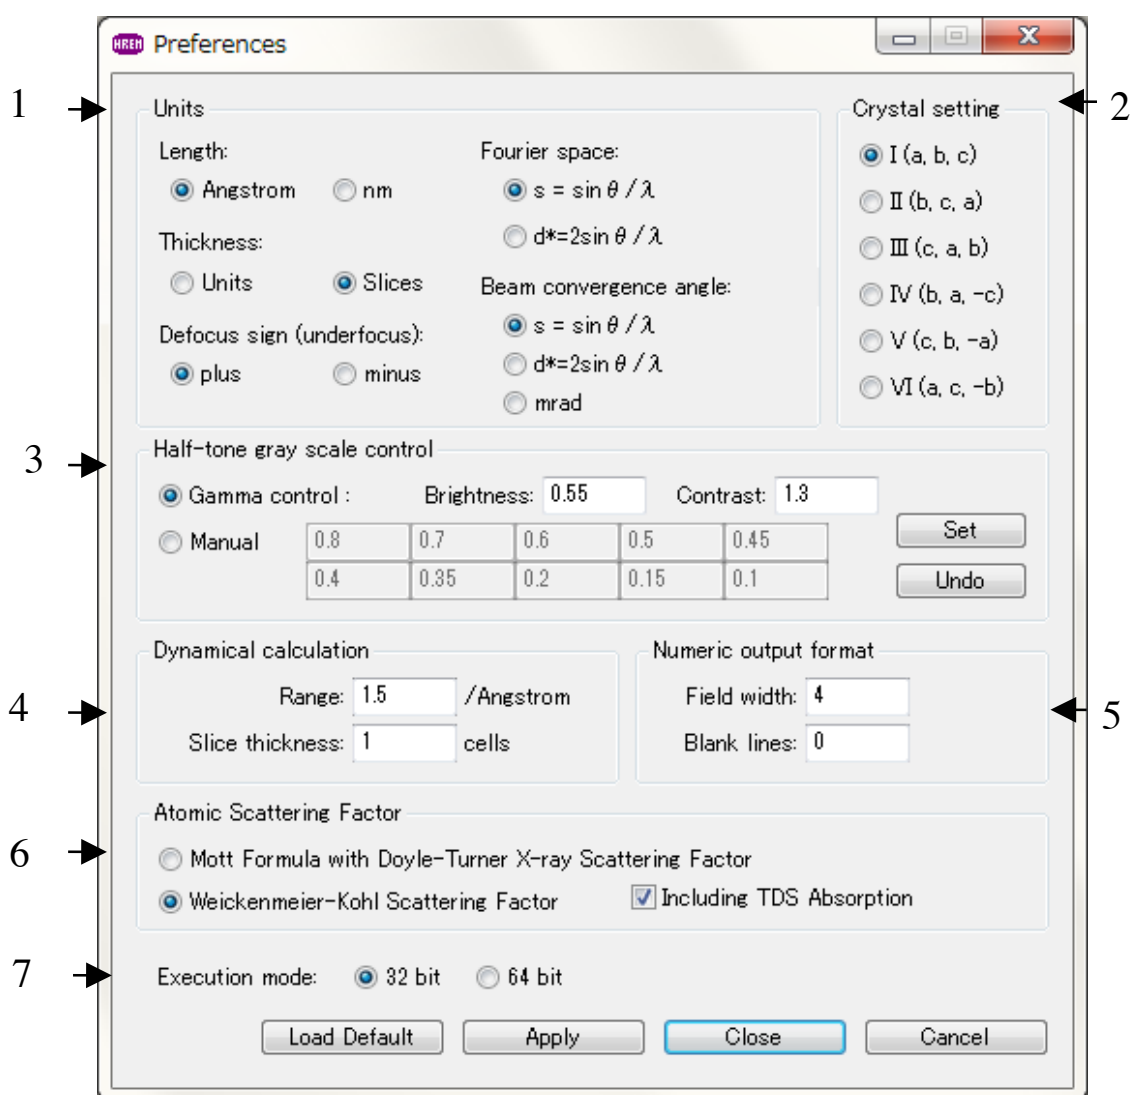 HREM Preferences
1 Units
2 Crystal setting
Length:
Angstrom nm
Thickness:
Units Slices
Defocus sign (underfocus):
plus minus
Fourier space:
s = sin θ / λ
d*=2sin θ / λ
Beam convergence angle:
s = sin θ / λ
d*=2sin θ / λ
mrad
I (a, b, c)
II (b, c, a)
III (c, a, b)
IV (b, a, -c)
V (c, b, -a)
VI (a, c, -b)
3 Half-tone gray scale control
Gamma control : Brightness: 0.55 Contrast: 1.3
Manual 0.8 0.7 0.6 0.5 0.45
0.4 0.35 0.2 0.15 0.1
Set
Undo
4 Dynamical calculation
Range: 1.5 /Angstrom
Slice thickness: 1 cells
5 Numeric output format
Field width: 4
Blank lines: 0
6 Atomic Scattering Factor
Mott Formula with Doyle-Turner X-ray Scattering Factor
Weickenmeier-Kohl Scattering Factor Including TDS Absorption
7 Execution mode: 32 bit 64 bit
Load Default Apply Close Cancel